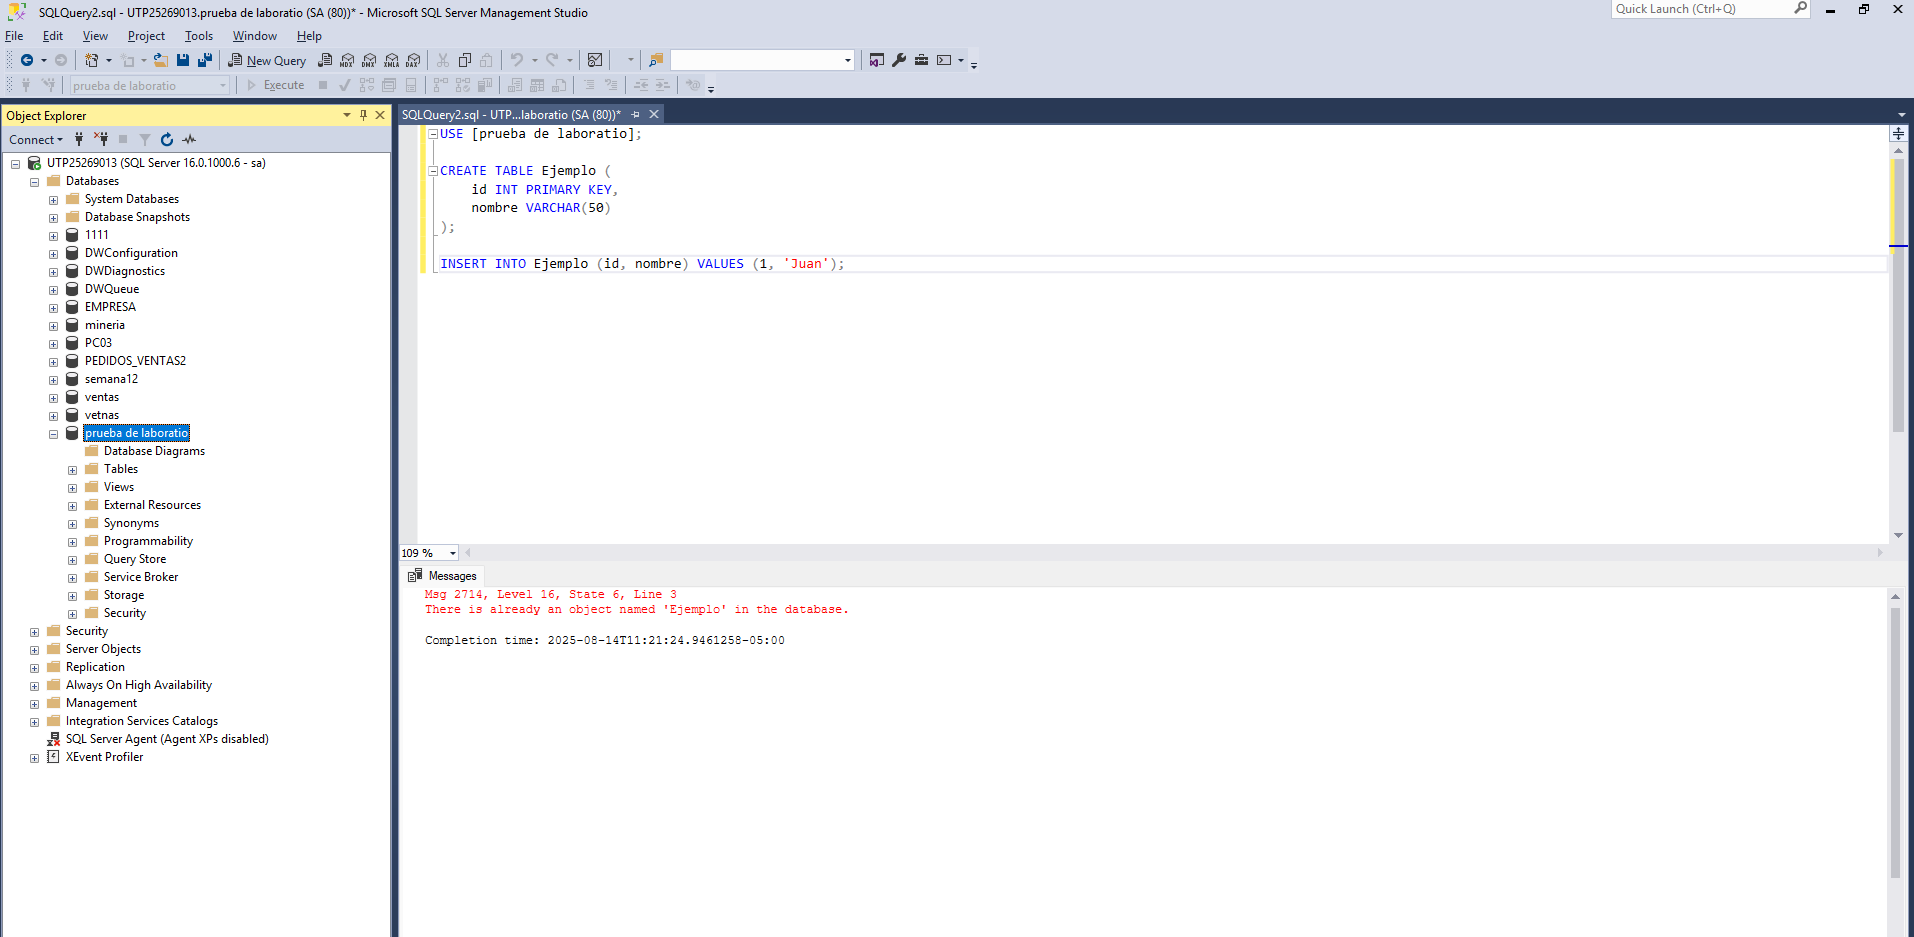 SQLQuery2.sql - UTP25269013.prueba de laboratio (SA (80))* - Microsoft SQL Server Management Studio
Quick Launch (Ctrl+Q)
File Edit View Project Tools Window Help
New Query MDX DMX XMLA DAX
prueba de laboratio Execute
Object Explorer
Connect
UTP25269013 (SQL Server 16.0.1000.6 - sa)
Databases
System Databases
Database Snapshots
1111
DWConfiguration
DWDiagnostics
DWQueue
EMPRESA
mineria
PC03
PEDIDOS_VENTAS2
semana12
ventas
vetnas
prueba de laboratio
Database Diagrams
Tables
Views
External Resources
Synonyms
Programmability
Query Store
Service Broker
Storage
Security
Security
Server Objects
Replication
Always On High Availability
Management
Integration Services Catalogs
SQL Server Agent (Agent XPs disabled)
XEvent Profiler
SQLQuery2.sql - UTP...laboratio (SA (80))*
USE [prueba de laboratio];
CREATE TABLE Ejemplo (
id INT PRIMARY KEY,
nombre VARCHAR(50)
);
INSERT INTO Ejemplo (id, nombre) VALUES (1, 'Juan');
109 %
Messages
Msg 2714, Level 16, State 6, Line 3
There is already an object named 'Ejemplo' in the database.
Completion time: 2025-08-14T11:21:24.9461258-05:00